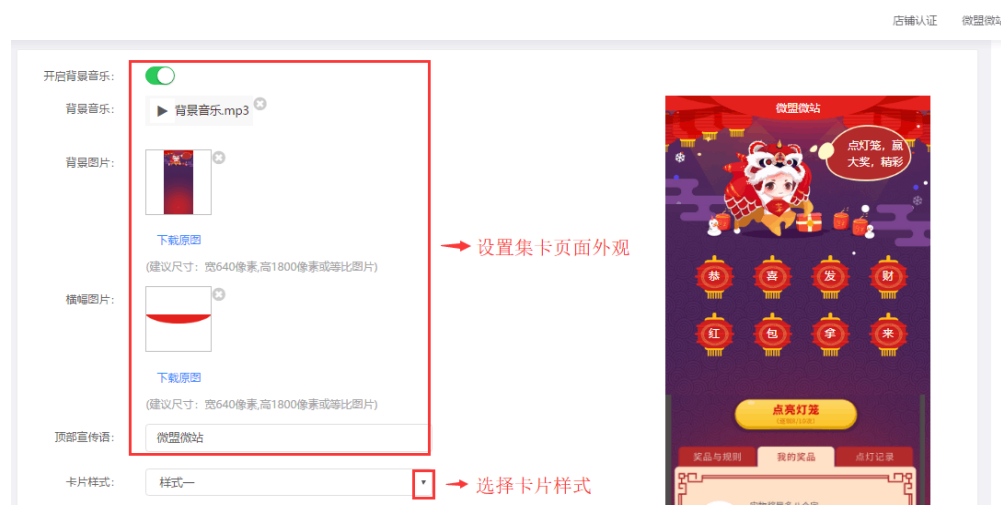 店铺认证 微盟微站
开启背景音乐:
背景音乐:
背景音乐.mp3
背景图片:
下载原图
(建议尺寸：宽640像素,高1800像素或等比图片)
横幅图片:
下载原图
(建议尺寸：宽640像素,高1800像素或等比图片)
顶部宣传语:
微盟微站
卡片样式:
样式一
设置集卡页面外观
选择卡片样式
微盟微站
点灯笼，赢
大奖，精彩
恭 喜 发 财
红 包 拿 来
点亮灯笼
奖品与规则 我的奖品 点灯记录